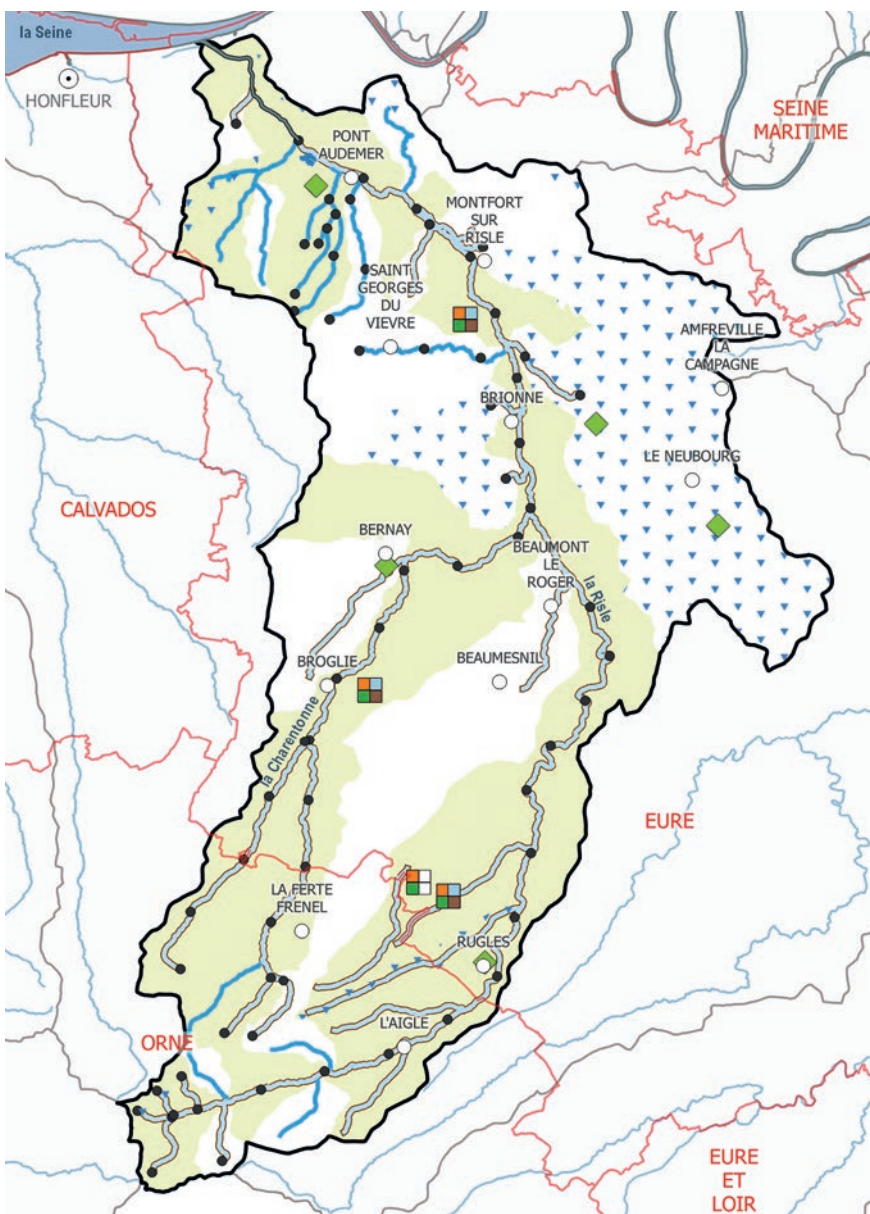 la Seine
HONFLEUR
SEINE
MARITIME
PONT
AUDEMER
MONTFORT
SUR
RISLE
SAINT
GEORGES
DU
VIEVRE
AMFREVILLE
LA
CAMPAGNE
BRIONNE
LE NEUBOURG
CALVADOS
BERNAY
BEAUMONT
LE
ROGER
la Risle
BROGLIE
BEAUMESNIL
la Charentonne
EURE
LA FERTE
FRENEL
RUGLES
L'AIGLE
ORNE
EURE
ET
LOIR